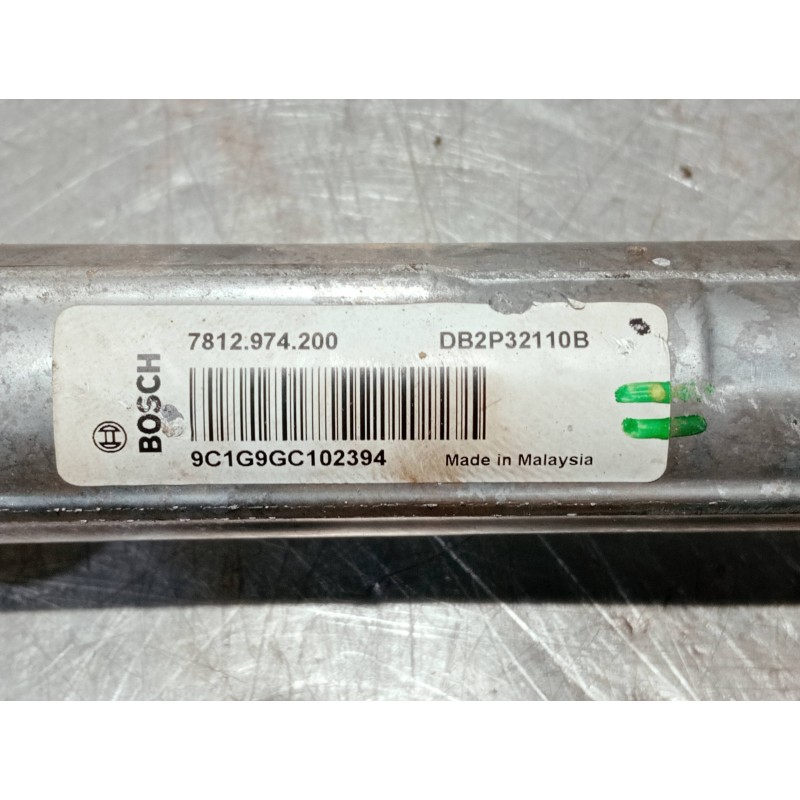 7812.974.200 DB2P32110B
BOSCH
9C1G9GC102394 Made in Malaysia